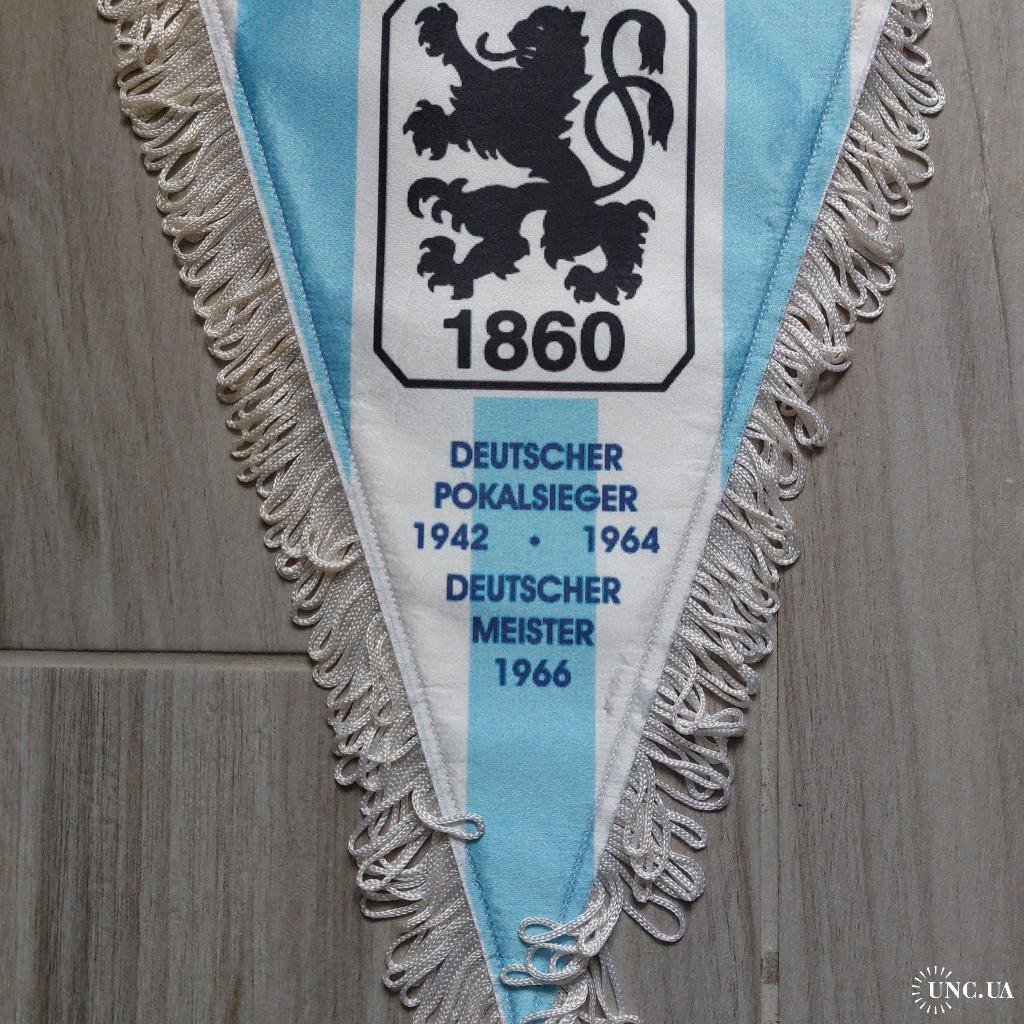 1860
DEUTSCHER
POKALSIEGER
1942 • 1964
DEUTSCHER
MEISTER
1966
UNC.UA